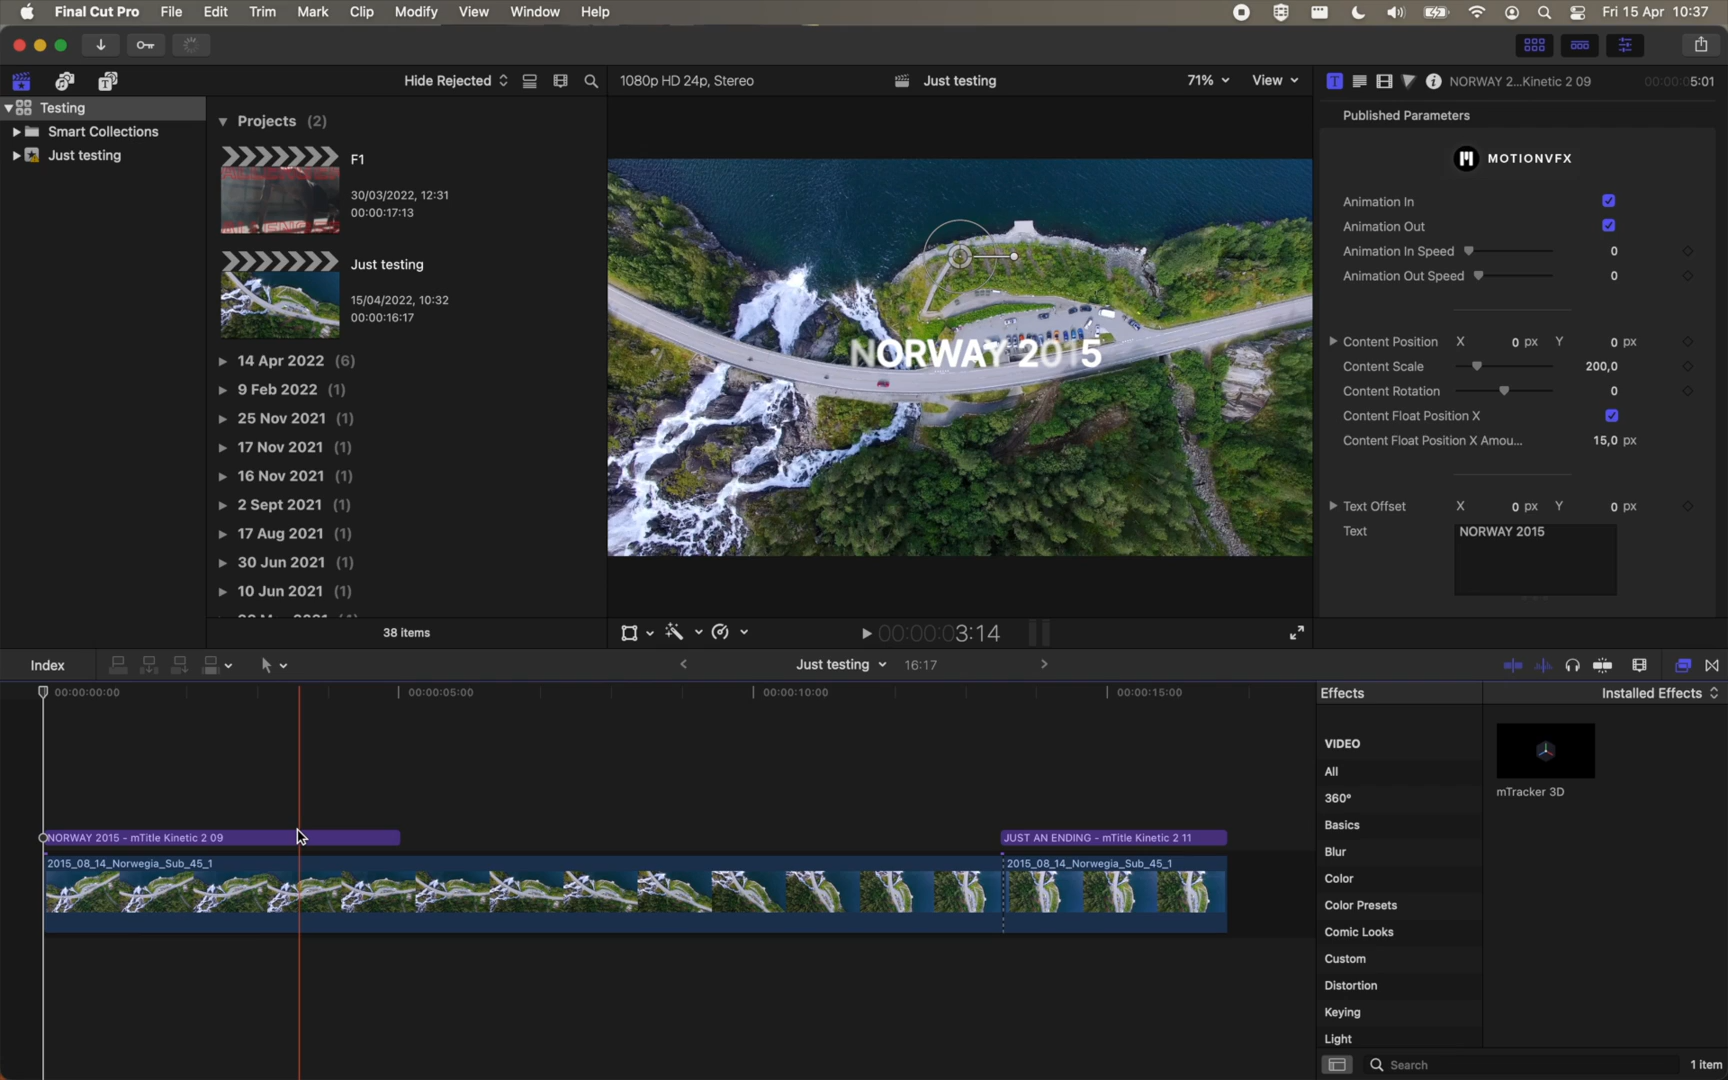 Final Cut Pro File Edit Trim Mark Clip Modify View Window Help Fri 15 Apr 10:37
Hide Rejected 1080p HD 24p, Stereo Just testing 71% View NORWAY 2...Kinetic 2 09 00:00:05:01
Testing
Smart Collections
Just testing
Projects (2)
F1
30/03/2022, 12:31
00:00:17:13
Just testing
15/04/2022, 10:32
00:00:16:17
14 Apr 2022 (6)
9 Feb 2022 (1)
25 Nov 2021 (1)
17 Nov 2021 (1)
16 Nov 2021 (1)
2 Sept 2021 (1)
17 Aug 2021 (1)
30 Jun 2021 (1)
10 Jun 2021 (1)
38 items
NORWAY 2015
00:00:03:14
Published Parameters
MOTIONVFX
Animation In
Animation Out
Animation In Speed 0
Animation Out Speed 0
Content Position X 0 px Y 0 px
Content Scale 200,0
Content Rotation 0
Content Float Position X
Content Float Position X Amou... 15,0 px
Text Offset X 0 px Y 0 px
Text NORWAY 2015
Index Just testing 16:17
00:00:00:00 00:00:05:00 00:00:10:00 00:00:15:00
NORWAY 2015 - mTitle Kinetic 2 09 JUST AN ENDING - mTitle Kinetic 2 11
2015_08_14_Norwegia_Sub_45_1 2015_08_14_Norwegia_Sub_45_1
Effects Installed Effects
VIDEO
All
360°
Basics
Blur
Color
Color Presets
Comic Looks
Custom
Distortion
Keying
Light
mTracker 3D
Search 1 item